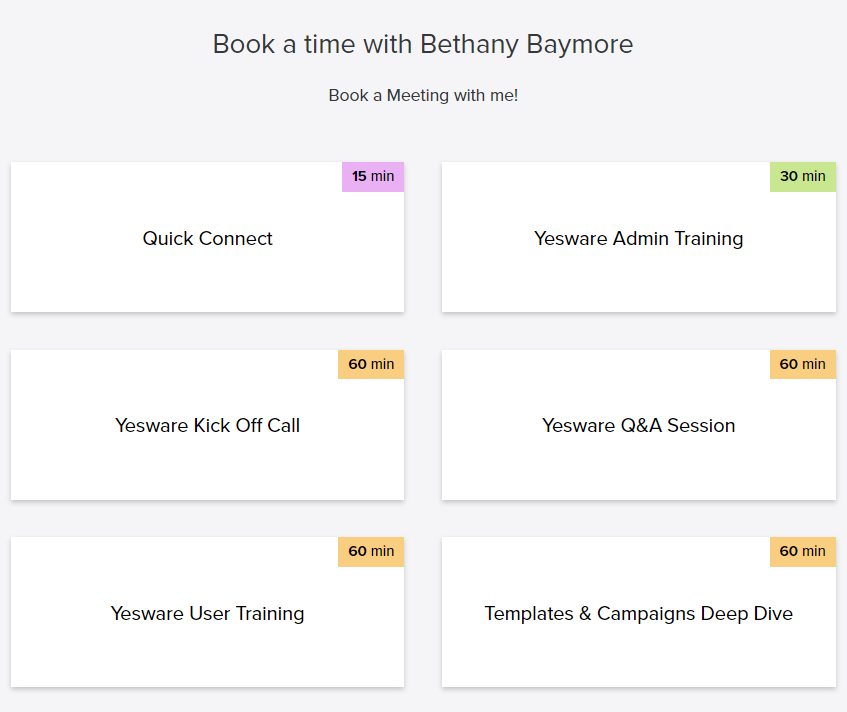 Book a time with Bethany Baymore
Book a Meeting with me!
15 min
Quick Connect
30 min
Yesware Admin Training
60 min
Yesware Kick Off Call
60 min
Yesware Q&A Session
60 min
Yesware User Training
60 min
Templates & Campaigns Deep Dive